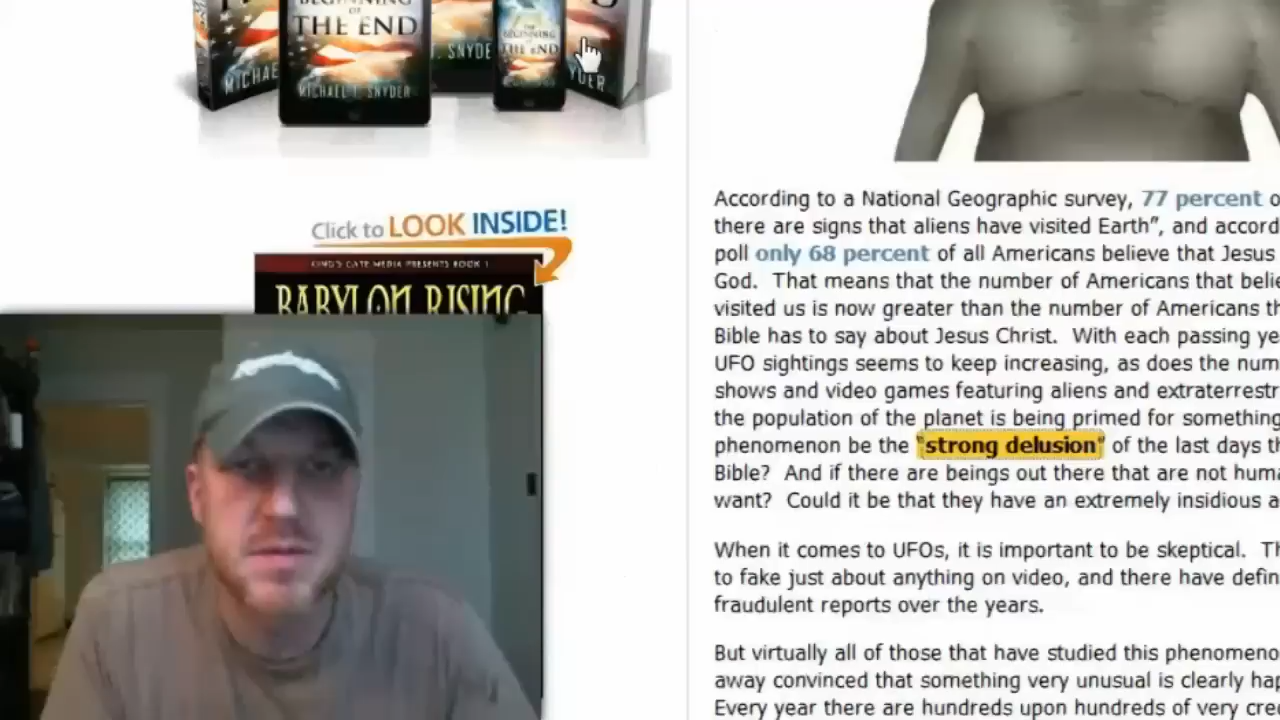 BEGINNING
OF
THE END
MICHAEL T. SNYDER
THE
BEGINNING
OF
THE END
MICHAE
T. SNYDE
YDER
Click to LOOK INSIDE!
KING'S GATE MEDIA PRESENTS BOOK 1
BABYLON RISING
According to a National Geographic survey, 77 percent o
there are signs that aliens have visited Earth”, and accord
poll only 68 percent of all Americans believe that Jesus
God. That means that the number of Americans that belie
visited us is now greater than the number of Americans th
Bible has to say about Jesus Christ. With each passing ye
UFO sightings seems to keep increasing, as does the num
shows and video games featuring aliens and extraterrestr
the population of the planet is being primed for something
phenomenon be the "strong delusion" of the last days th
Bible? And if there are beings out there that are not huma
want? Could it be that they have an extremely insidious a
When it comes to UFOs, it is important to be skeptical. Th
to fake just about anything on video, and there have defin
fraudulent reports over the years.
But virtually all of those that have studied this phenomeno
away convinced that something very unusual is clearly hap
Every year there are hundreds upon hundreds of very cred